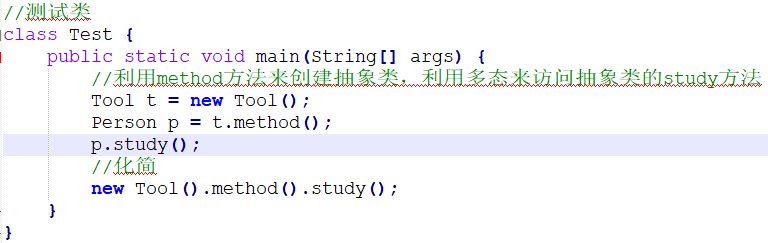 //测试类
class Test {
    public static void main(String[] args) {
        //利用method方法来创建抽象类，利用多态来访问抽象类的study方法
        Tool t = new Tool();
        Person p = t.method();
        p.study();
        //化简
        new Tool().method().study();
    }
}